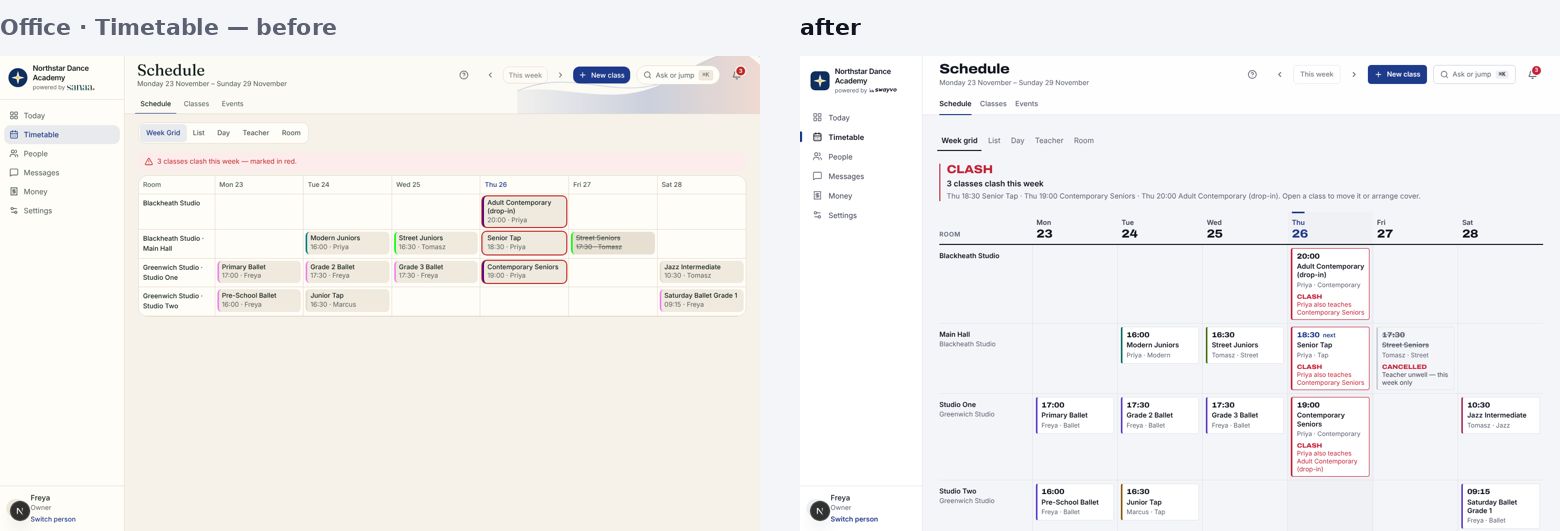 Office · Timetable — before
Northstar Dance
Academy
powered by sanaa.
Today
Timetable
People
Messages
Money
Settings
Freya
Owner
Switch person
N
Schedule
Monday 23 November – Sunday 29 November
This week
+ New class
Ask or jump ⌘K
3
Schedule Classes Events
Week Grid List Day Teacher Room
3 classes clash this week — marked in red.
Room Mon 23 Tue 24 Wed 25 Thu 26 Fri 27 Sat 28
Blackheath Studio
Adult Contemporary
(drop-in)
20:00 · Priya
Blackheath Studio ·
Main Hall
Modern Juniors
16:00 · Priya
Street Juniors
16:30 · Tomasz
Senior Tap
18:30 · Priya
Street Seniors
17:30 · Tomasz
Greenwich Studio ·
Studio One
Primary Ballet
17:00 · Freya
Grade 2 Ballet
17:30 · Freya
Grade 3 Ballet
17:30 · Freya
Contemporary Seniors
19:00 · Priya
Jazz Intermediate
10:30 · Tomasz
Greenwich Studio ·
Studio Two
Pre-School Ballet
16:00 · Freya
Junior Tap
16:30 · Marcus
Saturday Ballet Grade 1
09:15 · Freya
after
Northstar Dance
Academy
powered by swayvo
Today
Timetable
People
Messages
Money
Settings
Freya
Owner
Switch person
N
Schedule
Monday 23 November – Sunday 29 November
This week
+ New class
Ask or jump ⌘K
3
Schedule Classes Events
Week grid List Day Teacher Room
CLASH
3 classes clash this week
Thu 18:30 Senior Tap · Thu 19:00 Contemporary Seniors · Thu 20:00 Adult Contemporary (drop-in). Open a class to move it or arrange cover.
ROOM
Mon
23
Tue
24
Wed
25
Thu
26
Fri
27
Sat
28
Blackheath Studio
20:00
Adult Contemporary
(drop-in)
Priya · Contemporary
CLASH
Priya also teaches
Contemporary Seniors
Main Hall
Blackheath Studio
16:00
Modern Juniors
Priya · Modern
16:30
Street Juniors
Tomasz · Street
18:30 next
Senior Tap
Priya · Tap
CLASH
Priya also teaches
Contemporary Seniors
17:30
Street Seniors
Tomasz · Street
CANCELLED
Teacher unwell — this
week only
Studio One
Greenwich Studio
17:00
Primary Ballet
Freya · Ballet
17:30
Grade 2 Ballet
Freya · Ballet
17:30
Grade 3 Ballet
Freya · Ballet
19:00
Contemporary
Seniors
Priya · Contemporary
CLASH
Priya also teaches
Adult Contemporary
(drop-in)
10:30
Jazz Intermediate
Tomasz · Jazz
Studio Two
Greenwich Studio
16:00
Pre-School Ballet
Freya · Ballet
16:30
Junior Tap
Marcus · Tap
09:15
Saturday Ballet
Grade 1
Freya · Ballet